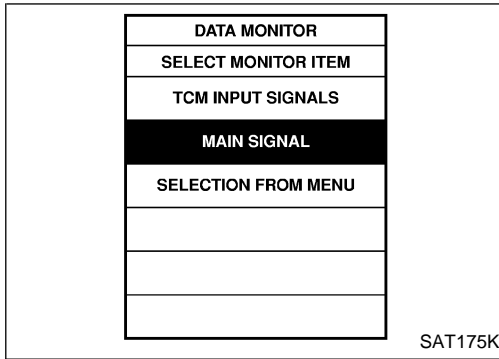 DATA MONITOR
SELECT MONITOR ITEM
TCM INPUT SIGNALS
MAIN SIGNAL
SELECTION FROM MENU
SAT175K